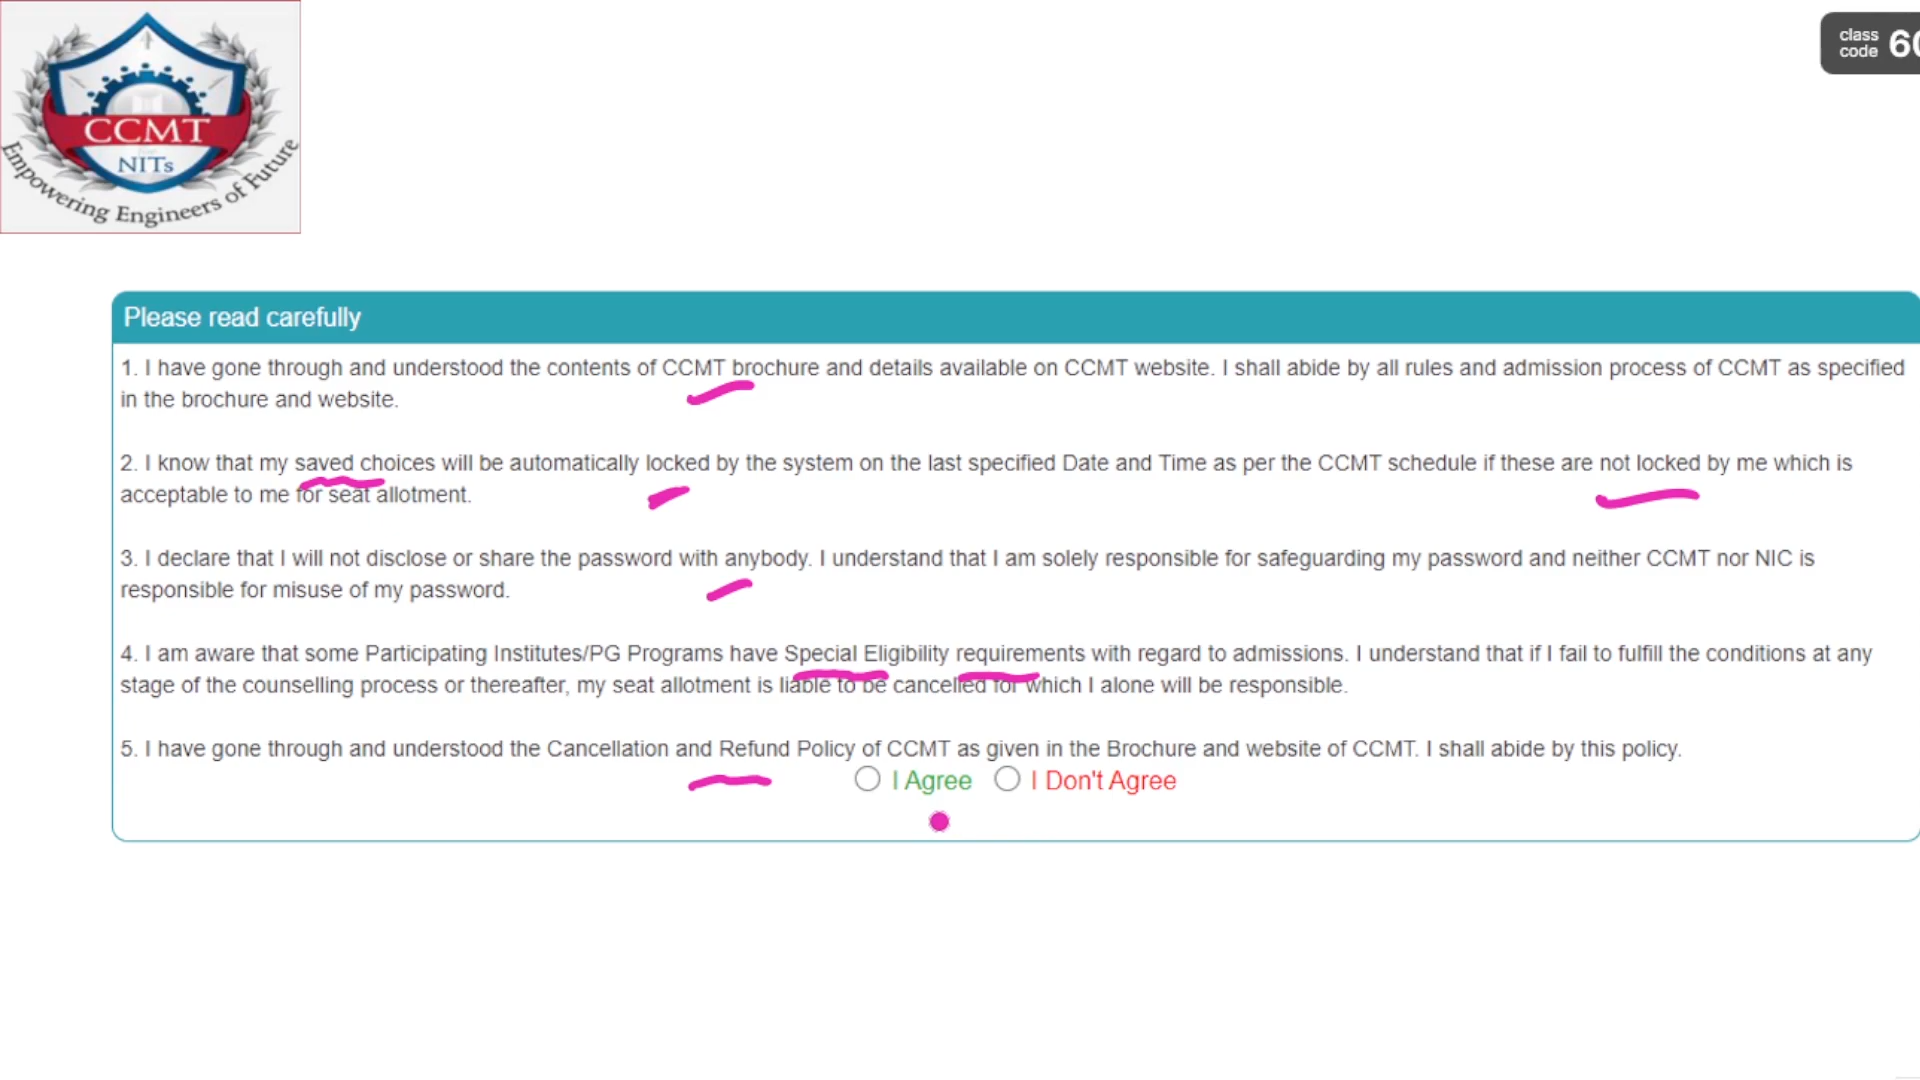 CCMT
NITs
Empowering Engineers of Future
class
code
Please read carefully
1. I have gone through and understood the contents of CCMT brochure and details available on CCMT website. I shall abide by all rules and admission process of CCMT as specified
in the brochure and website.
2. I know that my saved choices will be automatically locked by the system on the last specified Date and Time as per the CCMT schedule if these are not locked by me which is
acceptable to me for seat allotment.
3. I declare that I will not disclose or share the password with anybody. I understand that I am solely responsible for safeguarding my password and neither CCMT nor NIC is
responsible for misuse of my password.
4. I am aware that some Participating Institutes/PG Programs have Special Eligibility requirements with regard to admissions. I understand that if I fail to fulfill the conditions at any
stage of the counselling process or thereafter, my seat allotment is liable to be cancelled for which I alone will be responsible.
5. I have gone through and understood the Cancellation and Refund Policy of CCMT as given in the Brochure and website of CCMT. I shall abide by this policy.
I Agree I Don't Agree